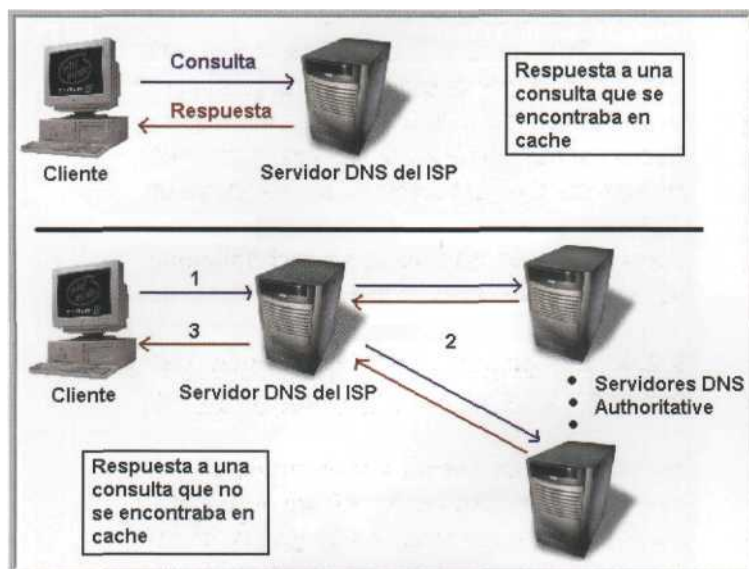 Consulta
Respuesta
Cliente
Servidor DNS del ISP
Respuesta a una
consulta que se
encontraba en
cache
1
3
2
Cliente
Servidor DNS del ISP
Servidores DNS
Authoritative
Respuesta a una
consulta que no
se encontraba en
cache